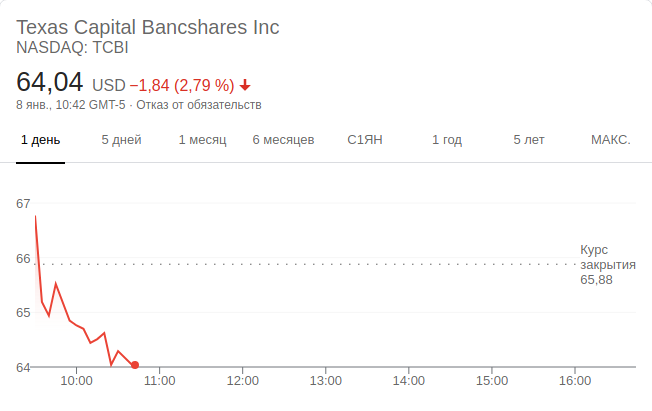 Texas Capital Bancshares Inc
NASDAQ: TCBI
64,04 USD −1,84 (2,79 %)
8 янв., 10:42 GMT-5 · Отказ от обязательств
1 день 5 дней 1 месяц 6 месяцев С1ЯН 1 год 5 лет МАКС.
67
66
65
64
Курс
закрытия
65,88
10:00 11:00 12:00 13:00 14:00 15:00 16:00